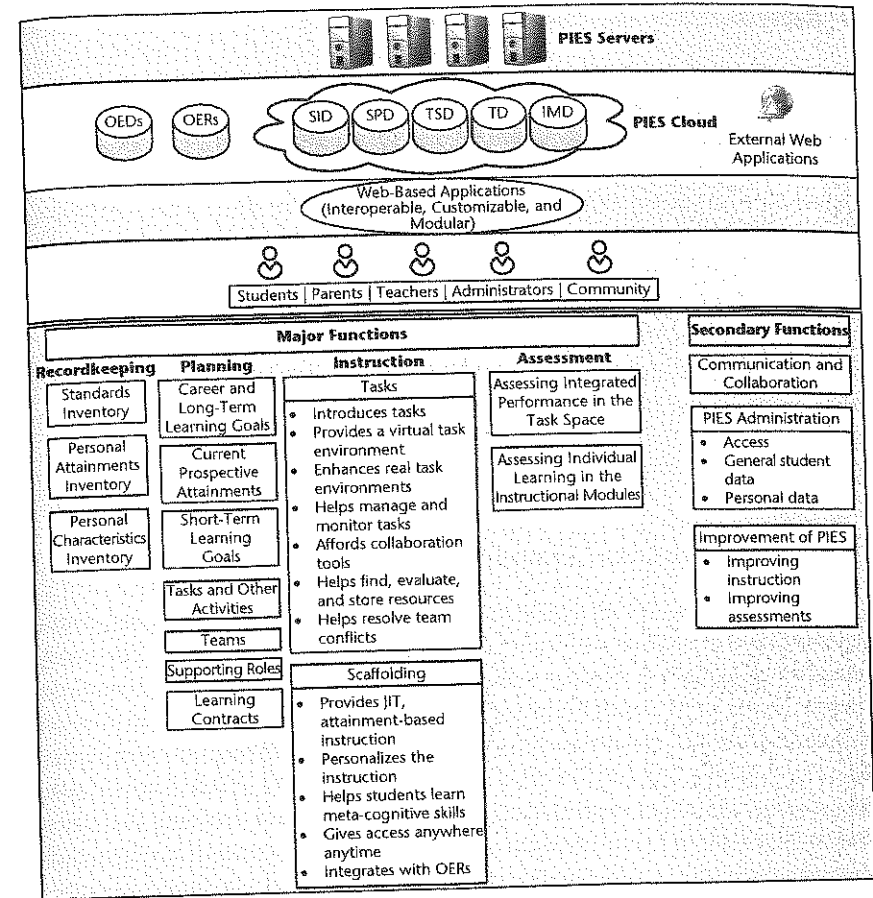 PIES Servers
OEDs
OERs
SID
SPD
TSD
TD
IMD
PIES Cloud
External Web
Applications
Web-Based Applications
(Interoperable, Customizable, and
Modular)
Students | Parents | Teachers | Administrators | Community
Major Functions
Recordkeeping
Standards
Inventory
Personal
Attainments
Inventory
Personal
Characteristics
Inventory
Planning
Career and
Long-Term
Learning Goals
Current
Prospective
Attainments
Short-Term
Learning
Goals
Tasks and Other
Activities
Teams
Supporting Roles
Learning
Contracts
Instruction
Tasks
• Introduces tasks
• Provides a virtual task
environment
• Enhances real task
environments
• Helps manage and
monitor tasks
• Affords collaboration
tools
• Helps find, evaluate,
and store resources
• Helps resolve team
conflicts
Scaffolding
• Provides JIT,
attainment-based
instruction
• Personalizes the
instruction
• Helps students learn
meta-cognitive skills
• Gives access anywhere
anytime
• Integrates with OERs
Assessment
Assessing Integrated
Performance in the
Task Space
Assessing Individual
Learning in the
Instructional Modules
Secondary Functions
Communication and
Collaboration
PIES Administration
• Access
• General student
data
• Personal data
Improvement of PIES
• Improving
instruction
• Improving
assessments